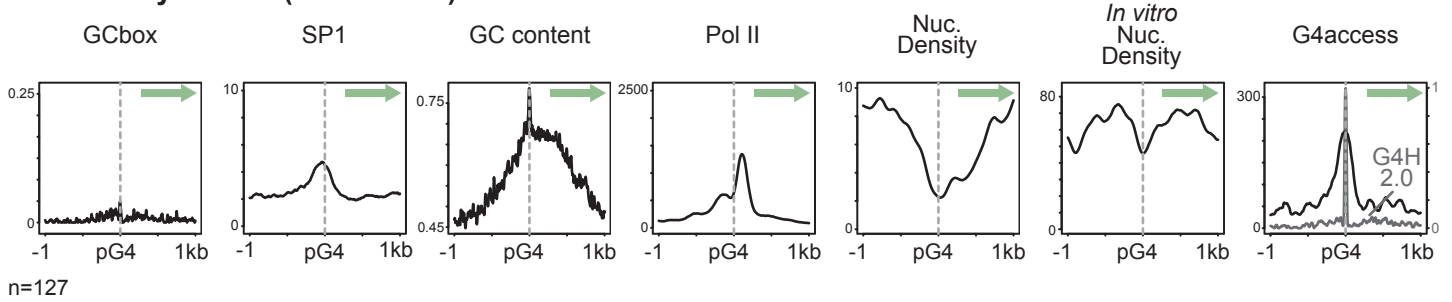 GCbox
SP1
GC content
Pol II
Nuc.
Density
In vitro
Nuc.
Density
G4access
0.25
0
-1 pG4 1kb
10
0
-1 pG4 1kb
0.75
0.45
-1 pG4 1kb
2500
0
-1 pG4 1kb
10
0
-1 pG4 1kb
80
0
-1 pG4 1kb
300
0
1
0
G4H
2.0
-1 pG4 1kb
n=127